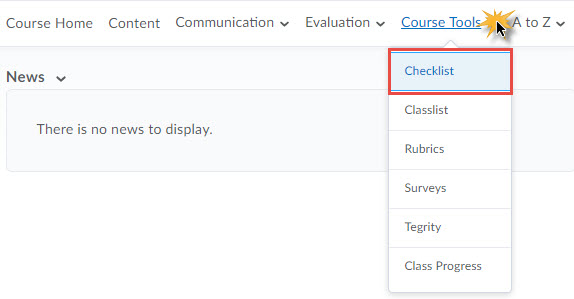 Course Home Content Communication Evaluation Course Tools A to Z
News
There is no news to display.
Checklist
Classlist
Rubrics
Surveys
Tegrity
Class Progress